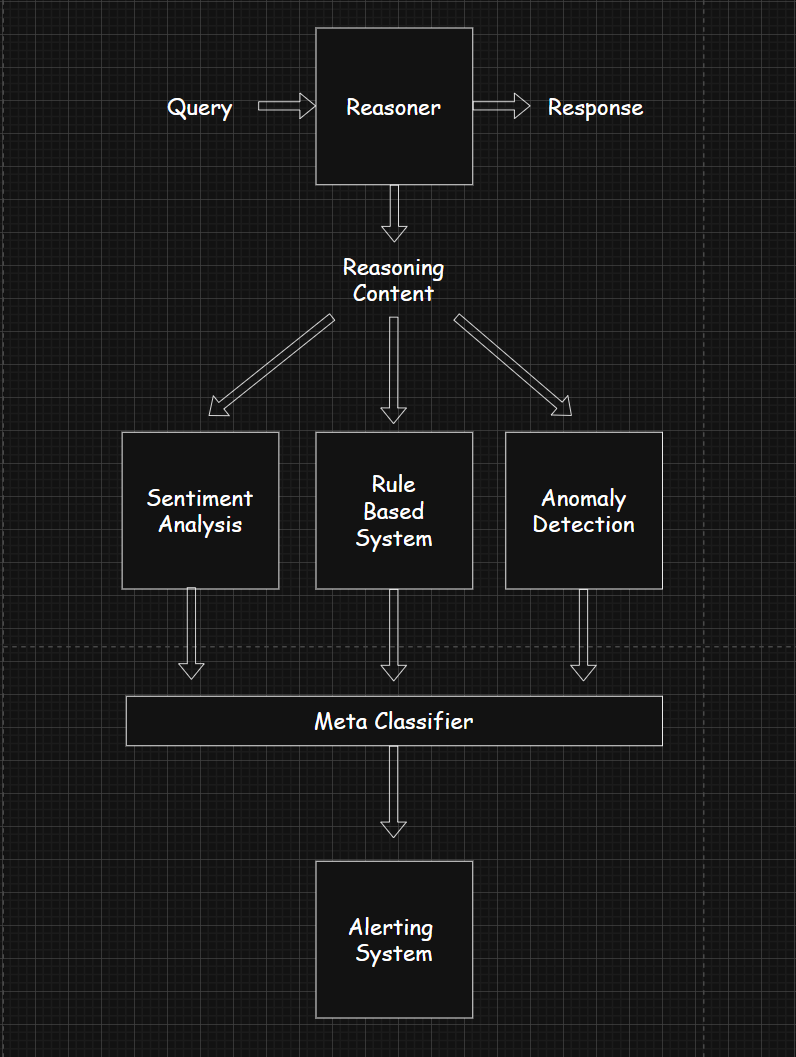 Query
Reasoner
Response
Reasoning
Content
Sentiment
Analysis
Rule
Based
System
Anomaly
Detection
Meta Classifier
Alerting
System